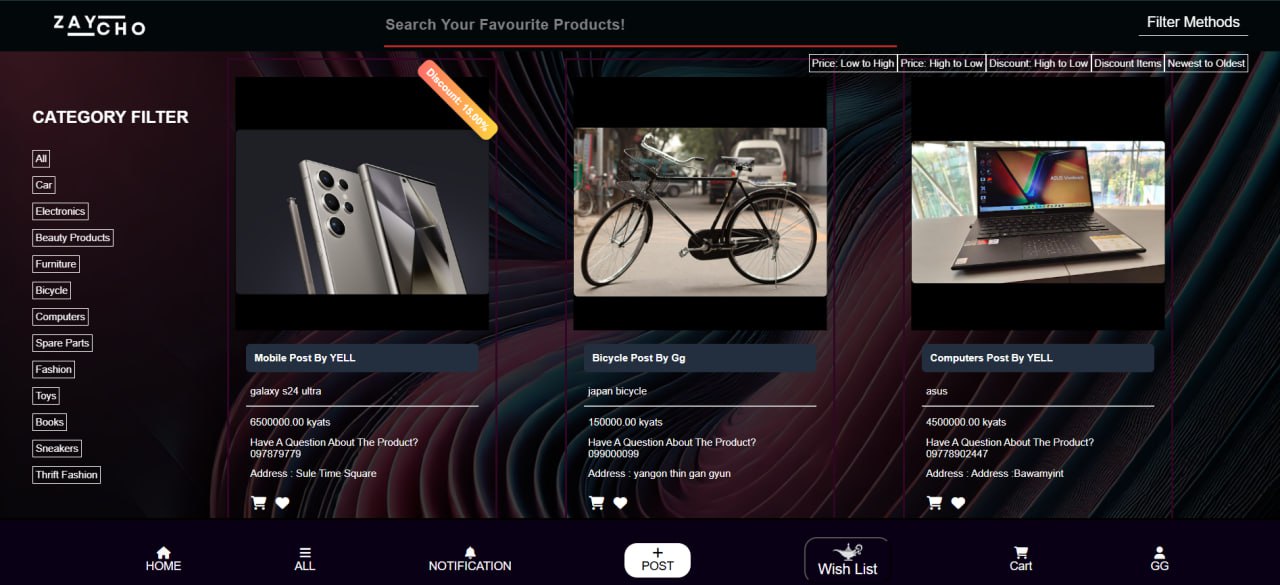 ZAYCHO
Search Your Favourite Products!
Filter Methods
Price: Low to High
Price: High to Low
Discount: High to Low
Discount Items
Newest to Oldest
CATEGORY FILTER
All
Car
Electronics
Beauty Products
Furniture
Bicycle
Computers
Spare Parts
Fashion
Toys
Books
Sneakers
Thrift Fashion
Discount: 15.00%
Mobile Post By YELL
galaxy s24 ultra
6500000.00 kyats
Have A Question About The Product?
097879779
Address : Sule Time Square
Bicycle Post By Gg
japan bicycle
150000.00 kyats
Have A Question About The Product?
099000099
Address : yangon thin gan gyun
ASUS Vivobook
Computers Post By YELL
asus
4500000.00 kyats
Have A Question About The Product?
09778902447
Address : Address :Bawamyint
HOME
ALL
NOTIFICATION
POST
Wish List
Cart
GG